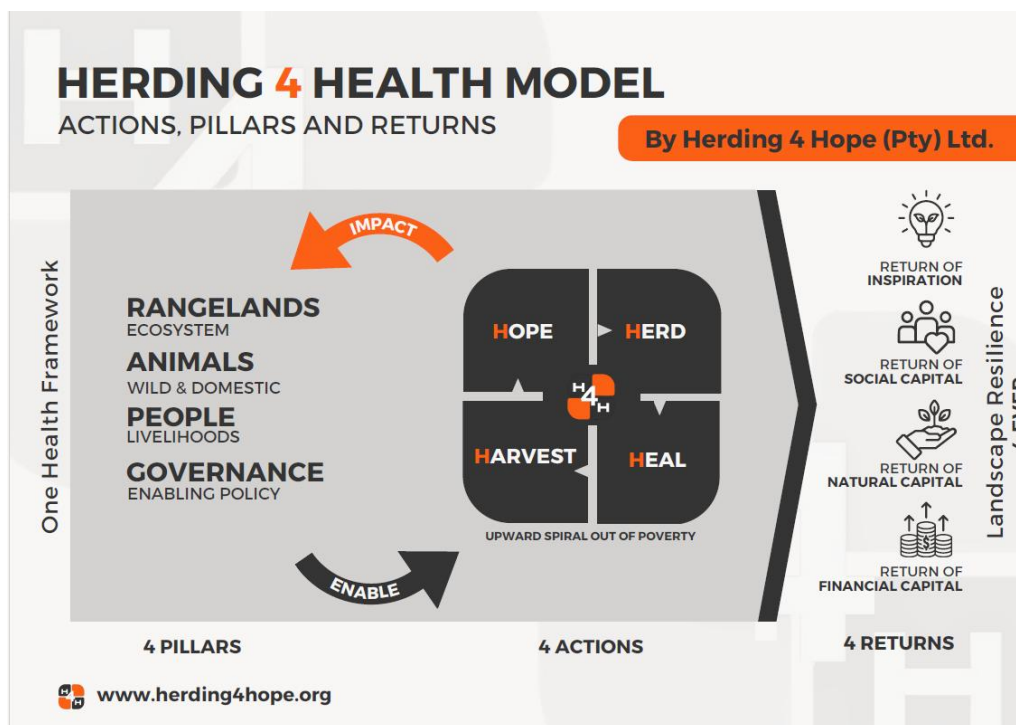 HERDING 4 HEALTH MODEL
ACTIONS, PILLARS AND RETURNS
By Herding 4 Hope (Pty) Ltd.
One Health Framework
IMPACT
RANGELANDS
ECOSYSTEM
ANIMALS
WILD & DOMESTIC
PEOPLE
LIVELIHOODS
GOVERNANCE
ENABLING POLICY
ENABLE
HOPE
HERD
H4H
HARVEST
HEAL
UPWARD SPIRAL OUT OF POVERTY
RETURN OF
INSPIRATION
RETURN OF
SOCIAL CAPITAL
RETURN OF
NATURAL CAPITAL
RETURN OF
FINANCIAL CAPITAL
Landscape Resilience
4 EVER
4 PILLARS
4 ACTIONS
4 RETURNS
H4H
www.herding4hope.org